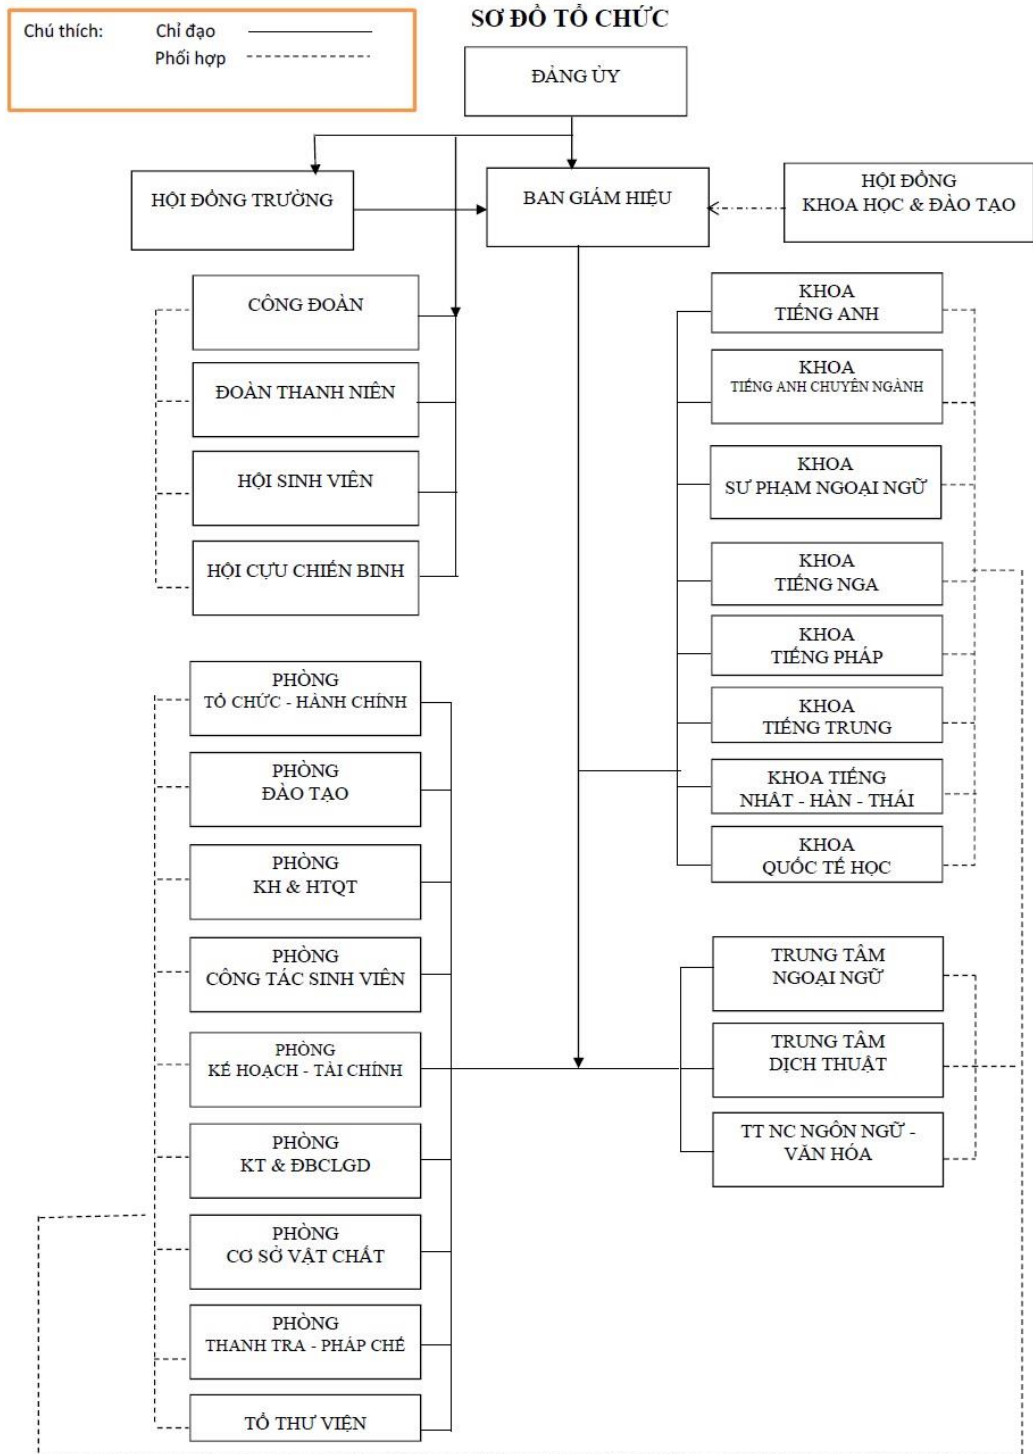 SƠ ĐỒ TỔ CHỨC
Chú thích: Chỉ đạo
Phối hợp
ĐẢNG ỦY
HỘI ĐỒNG TRƯỜNG
BAN GIÁM HIỆU
HỘI ĐỒNG
KHOA HỌC & ĐÀO TẠO
CÔNG ĐOÀN
ĐOÀN THANH NIÊN
HỘI SINH VIÊN
HỘI CỰU CHIẾN BINH
KHOA
TIẾNG ANH
KHOA
TIẾNG ANH CHUYÊN NGÀNH
KHOA
SƯ PHẠM NGOẠI NGỮ
KHOA
TIẾNG NGA
KHOA
TIẾNG PHÁP
KHOA
TIẾNG TRUNG
KHOA TIẾNG
NHẬT - HÀN - THÁI
KHOA
QUỐC TẾ HỌC
PHÒNG
TỔ CHỨC - HÀNH CHÍNH
PHÒNG
ĐÀO TẠO
PHÒNG
KH & HTQT
PHÒNG
CÔNG TÁC SINH VIÊN
PHÒNG
KẾ HOẠCH - TÀI CHÍNH
PHÒNG
KT & ĐBCLGD
PHÒNG
CƠ SỞ VẬT CHẤT
PHÒNG
THANH TRA - PHÁP CHẾ
TỔ THƯ VIỆN
TRUNG TÂM
NGOẠI NGỮ
TRUNG TÂM
DỊCH THUẬT
TT NC NGÔN NGỮ -
VĂN HÓA